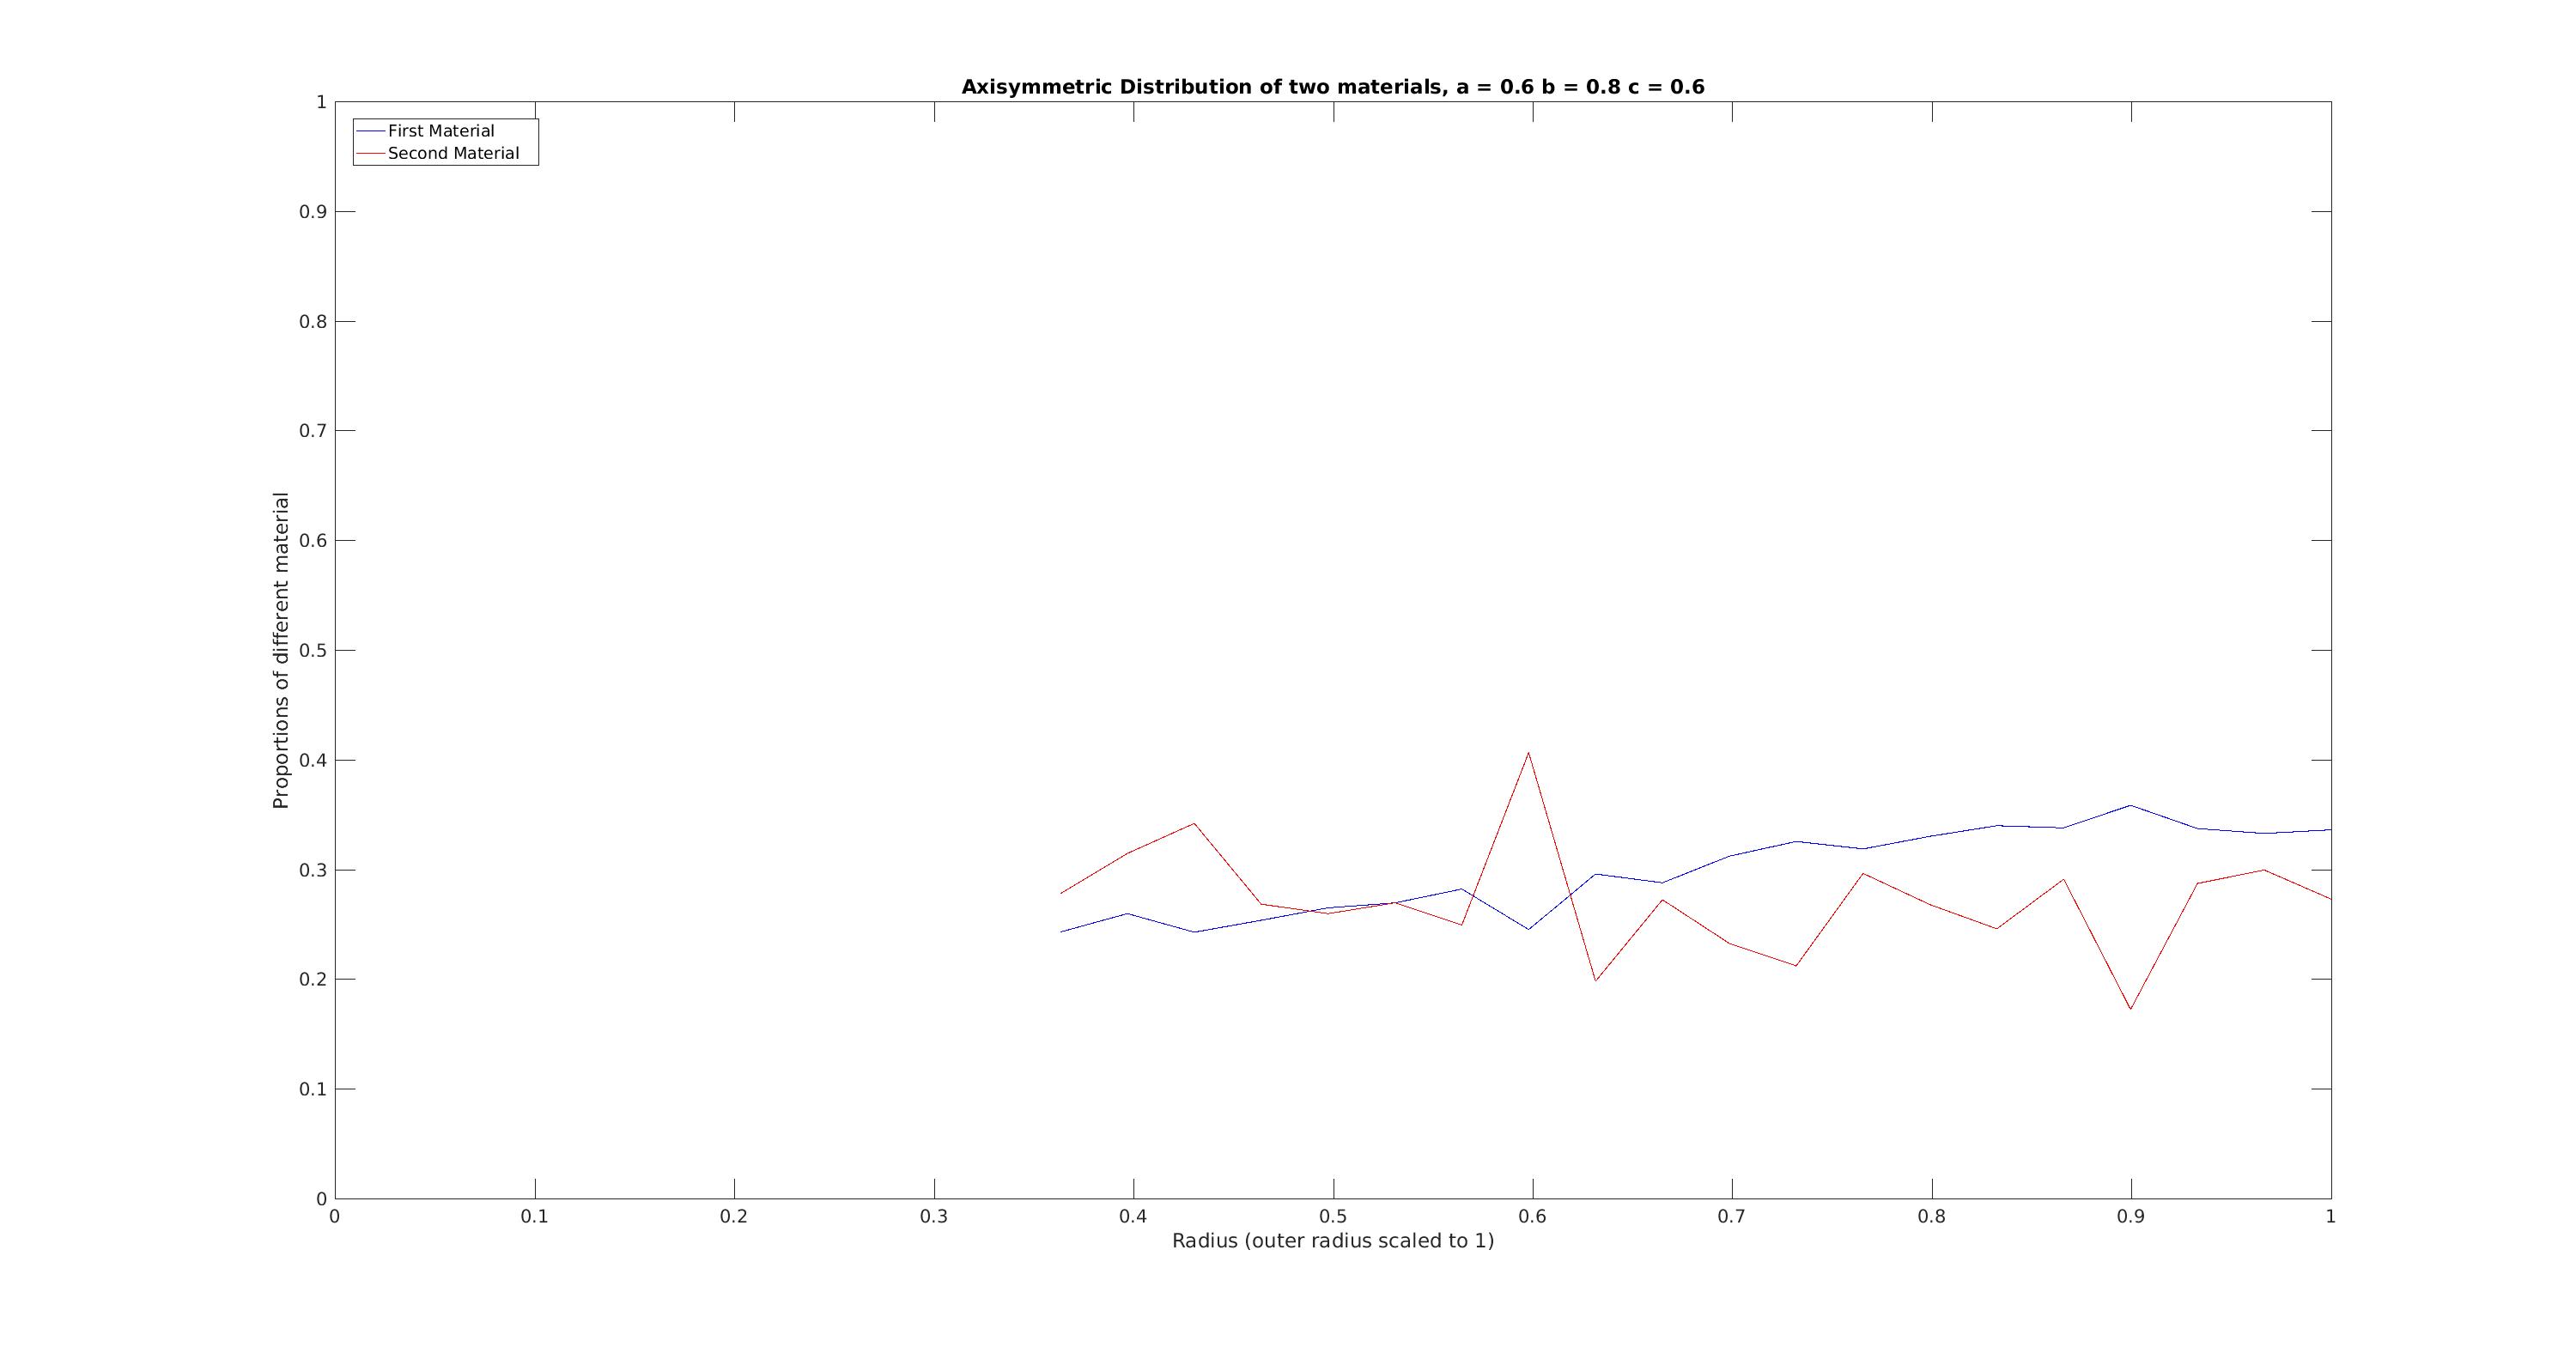 Axisymmetric Distribution of two materials, a = 0.6 b = 0.8 c = 0.6
First Material
Second Material
1
0.9
0.8
0.7
0.6
0.5
0.4
0.3
0.2
0.1
0
Proportions of different material
0 0.1 0.2 0.3 0.4 0.5 0.6 0.7 0.8 0.9 1
Radius (outer radius scaled to 1)